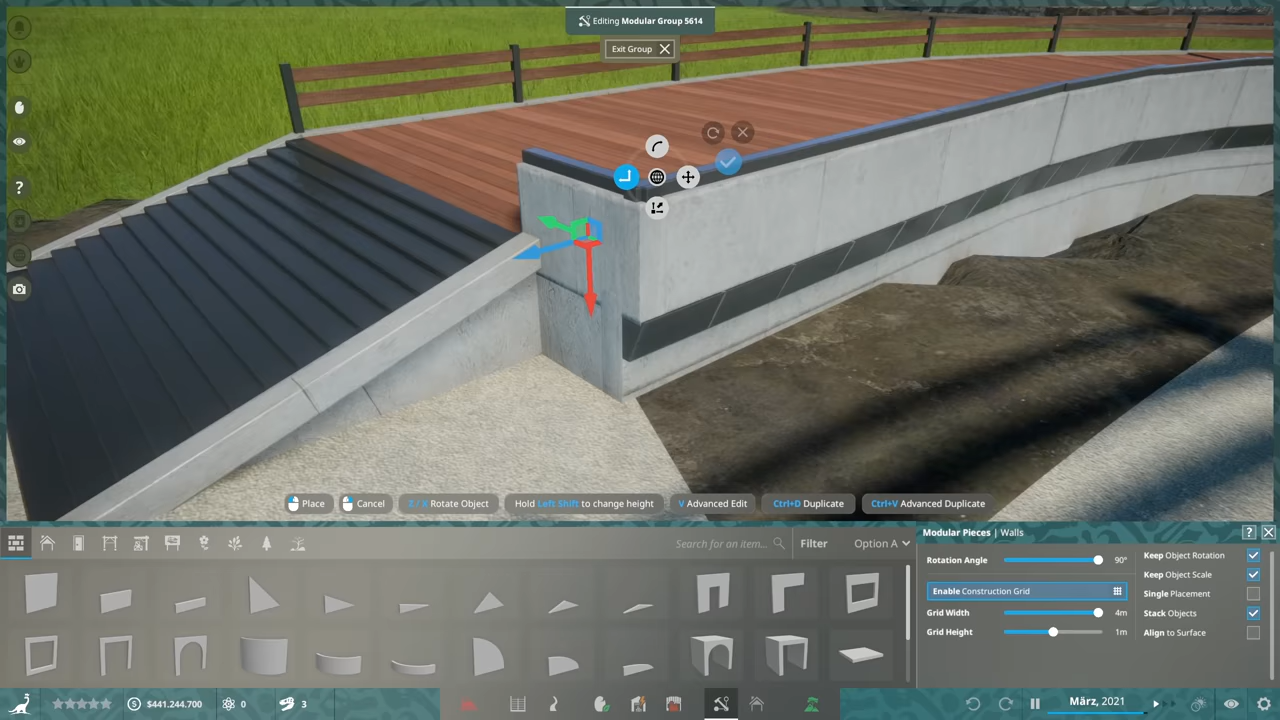 Editing Modular Group 5614
Exit Group
?
Place
Cancel
Z / X Rotate Object
Hold Left Shift to change height
V Advanced Edit
Ctrl+D Duplicate
Ctrl+V Advanced Duplicate
Search for an item...
Filter
Option A
Modular Pieces | Walls
?
Rotation Angle
90°
Enable Construction Grid
Grid Width
4m
Grid Height
1m
Keep Object Rotation
Keep Object Scale
Single Placement
Stack Objects
Align to Surface
$441.244.700
0
3
März, 2021